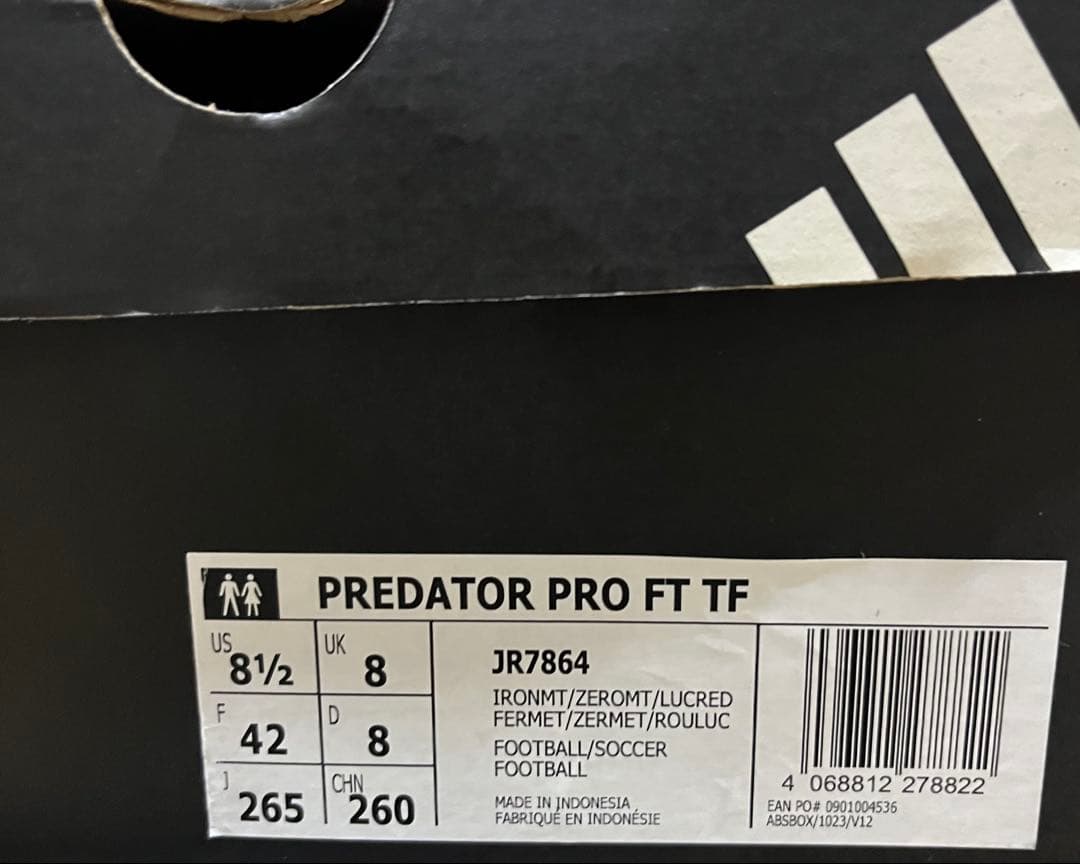 PREDATOR PRO FT TF
US 8½ UK 8
F 42 D 8
J 265 CHN 260
JR7864
IRONMT/ZEROMT/LUCRED
FERMET/ZERMET/ROULUC
FOOTBALL/SOCCER
FOOTBALL
MADE IN INDONESIA
FABRIQUÉ EN INDONÉSIE
4 068812 278822
EAN PO# 0901004536
ABSBOX/1023/V12